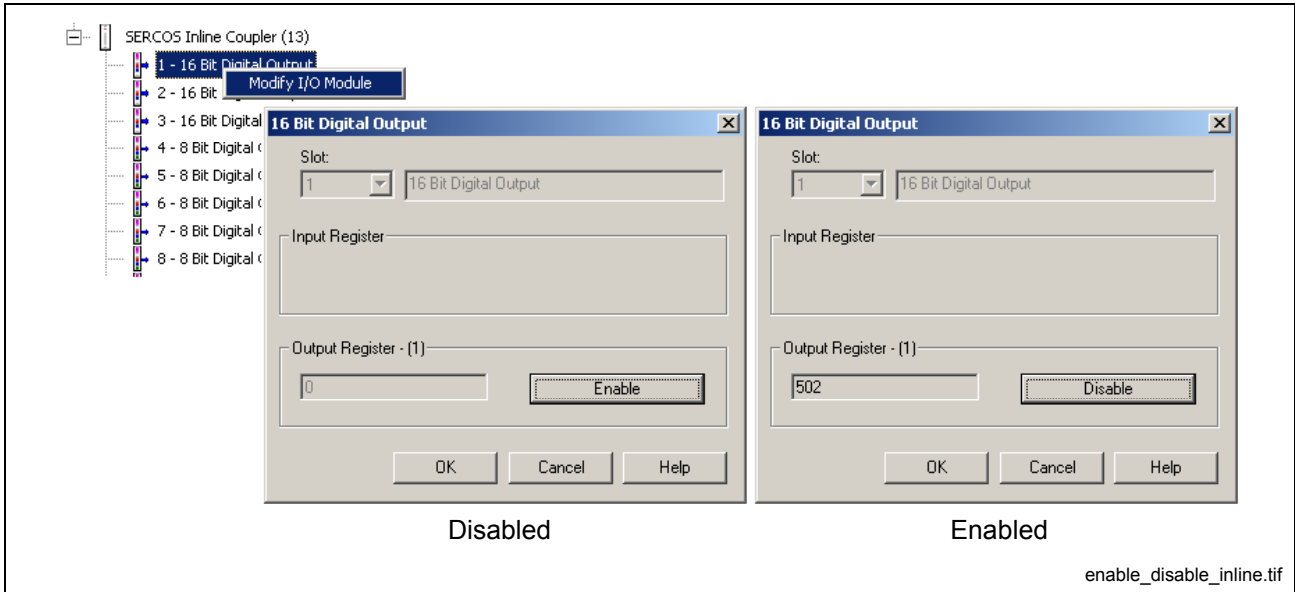 SERCOS Inline Coupler (13)
1 - 16 Bit Digital Output
Modify I/O Module
2 - 16 Bit
3 - 16 Bit Digital
4 - 8 Bit Digital
5 - 8 Bit Digital
6 - 8 Bit Digital
7 - 8 Bit Digital
8 - 8 Bit Digital
16 Bit Digital Output
Slot:
1 16 Bit Digital Output
Input Register
Output Register - (1)
0 Enable
OK Cancel Help
Disabled
16 Bit Digital Output
Slot:
1 16 Bit Digital Output
Input Register
Output Register - (1)
502 Disable
OK Cancel Help
Enabled
enable_disable_inline.tif